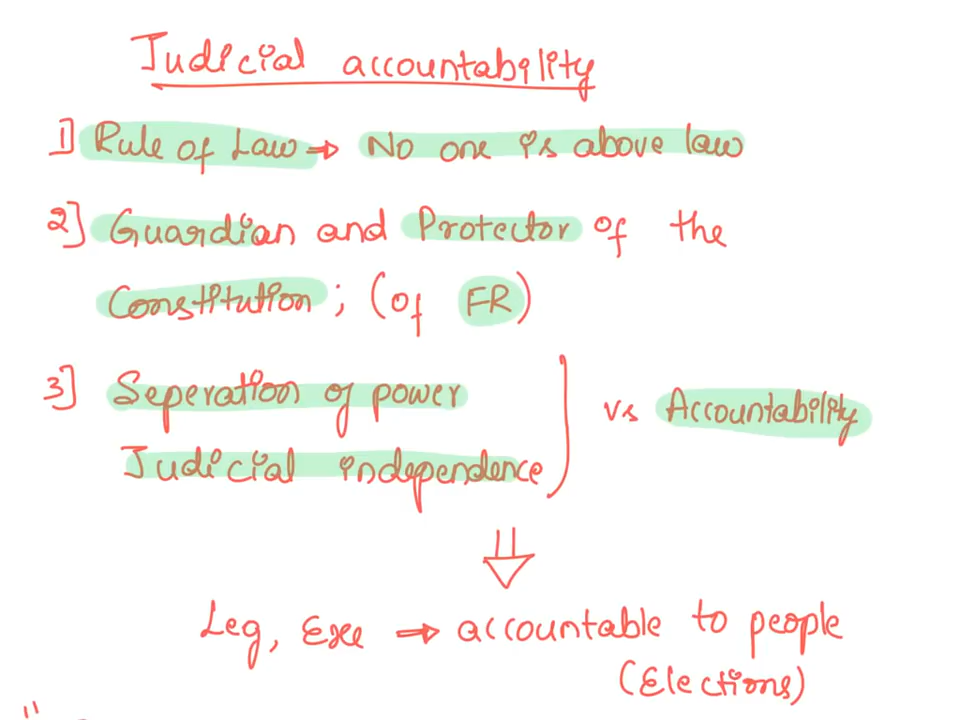 Judicial accountability
1] Rule of Law → No one is above law
2] Guardian and Protector of the
Constitution ; (of FR)
3] Seperation of power
Judicial independence
vs Accountability
⇓
Leg, Exe → accountable to people
(Elections)
"